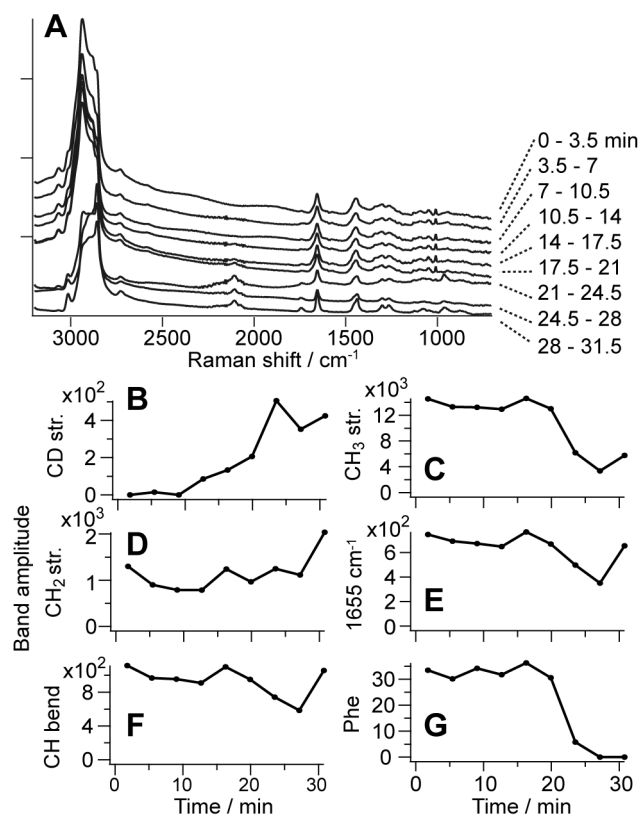 A
0 - 3.5 min
3.5 - 7
7 - 10.5
10.5 - 14
14 - 17.5
17.5 - 21
21 - 24.5
24.5 - 28
28 - 31.5
3000 2500 2000 1500 1000
Raman shift / cm⁻¹
Band amplitude
B
x10²
CD str.
4
2
0
C
x10³
CH₃ str.
12
8
4
0
D
x10³
CH₂ str.
2
1
0
E
x10²
1655 cm⁻¹
6
4
2
0
F
x10²
CH bend
8
4
0
0 10 20 30
Time / min
G
Phe
30
20
10
0
0 10 20 30
Time / min